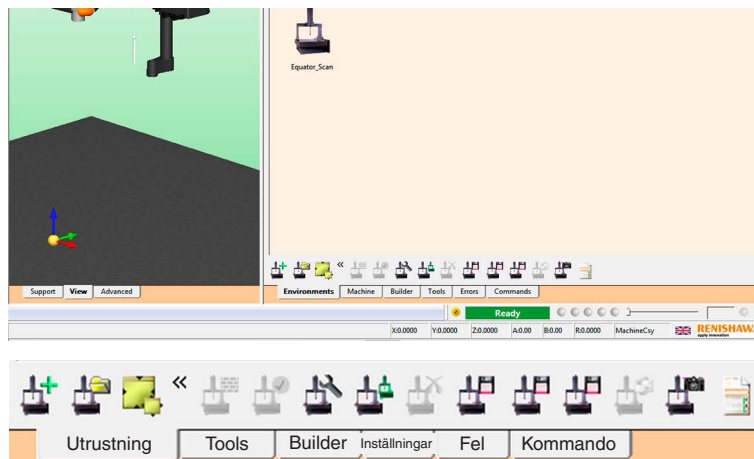 Equator_Scan
Support View Advanced
Environments Machine Builder Tools Errors Commands
Ready
X:0.0000 Y:0.0000 Z:0.0000 A:0.00 B:0.00 R:0.0000 MachineCsy RENISHAW
apply innovation
Utrustning Tools Builder Inställningar Fel Kommando